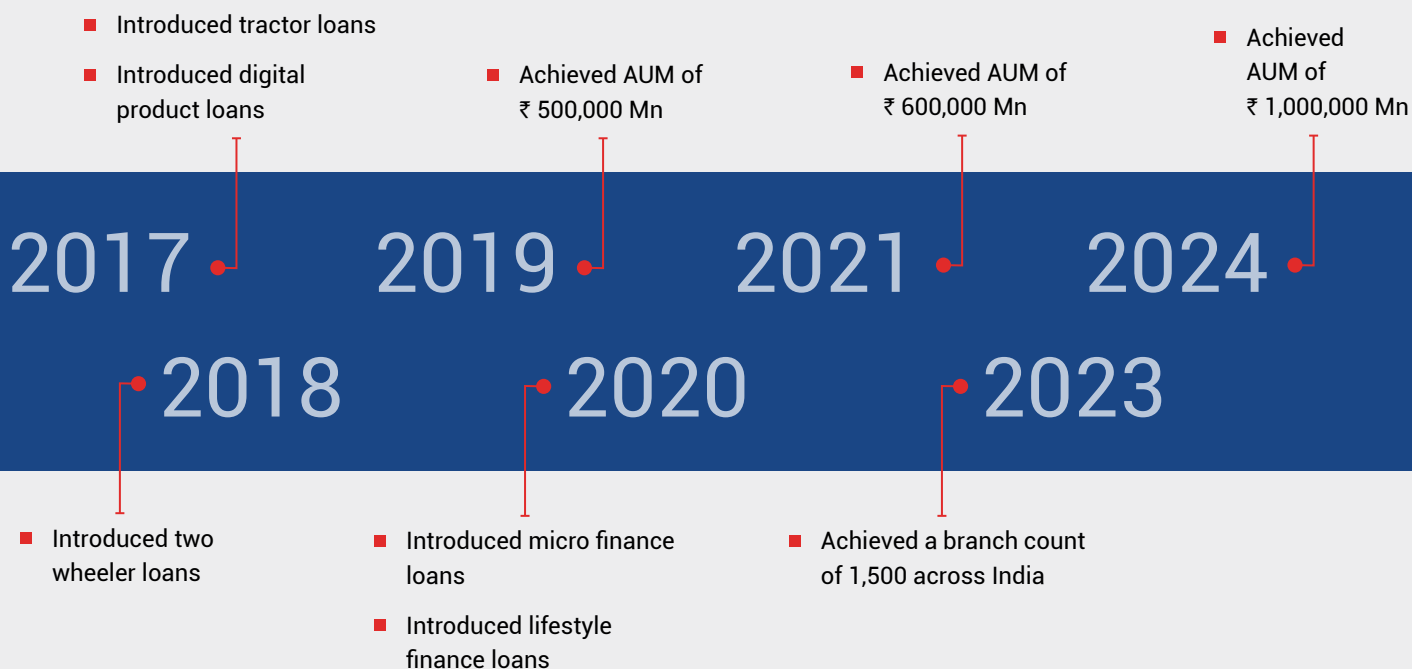 Introduced tractor loans
Introduced digital
product loans
Achieved AUM of
₹ 500,000 Mn
Achieved AUM of
₹ 600,000 Mn
Achieved
AUM of
₹ 1,000,000 Mn
2017
2019
2021
2024
2018
2020
2023
Introduced two
wheeler loans
Introduced micro finance
loans
Introduced lifestyle
finance loans
Achieved a branch count
of 1,500 across India